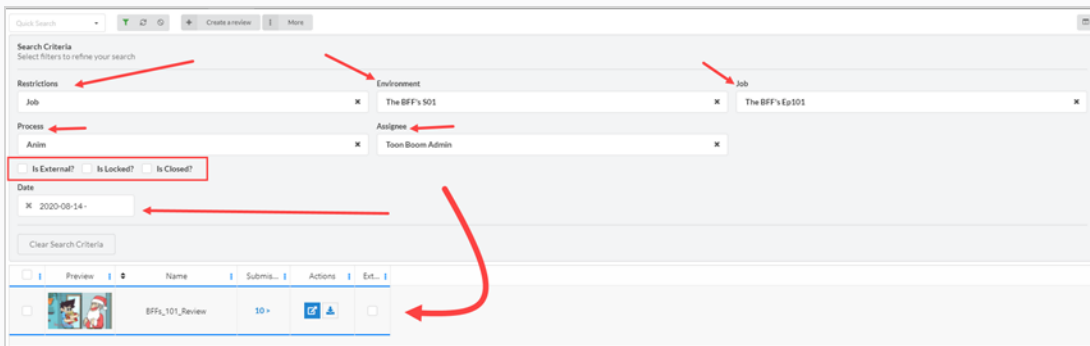 Quick Search
+ Create a review
More
Search Criteria
Select filters to refine your search
Restrictions Environment Job
Job × The BFF's S01 × The BFF's Ep101 ×
Process Assignee
Anim × Toon Boom Admin ×
Is External? Is Locked? Is Closed?
Date
× 2020-08-14 -
Clear Search Criteria
Preview Name Submis... Actions Ext...
BFFs_101_Review 10 »